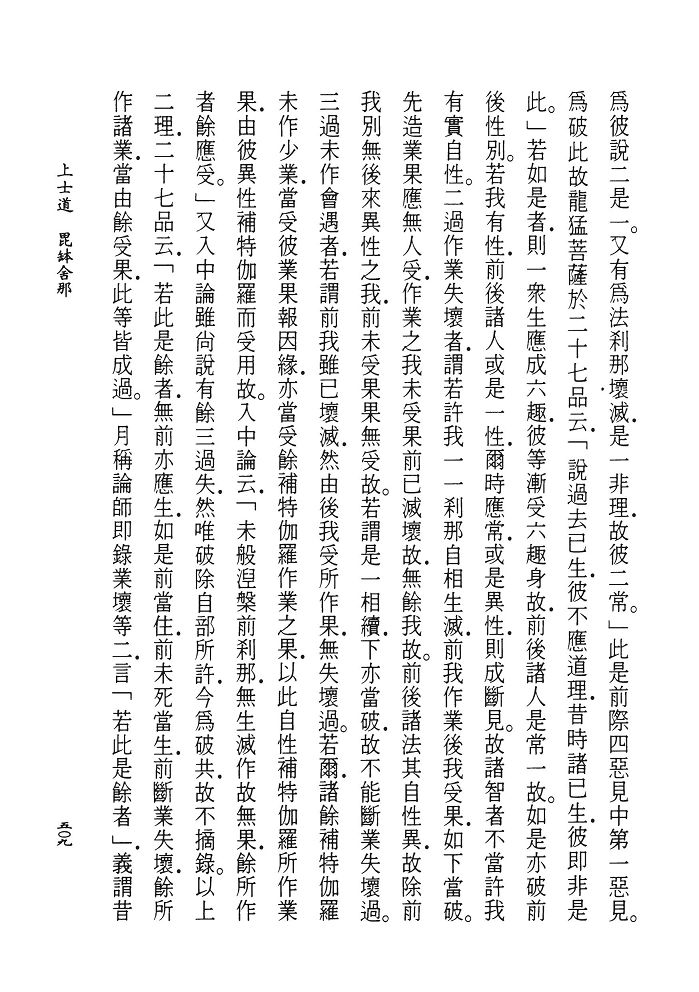 爲彼說二是一。又有爲法剎那壞滅，是一非理，故彼二常。」此是前際四惡見中第一惡見。
爲破此故，龍猛菩薩於二十七品云：「說過去已生，彼不應道理，昔時諸已生，彼即非是
此。」若如是者，則一衆生應成六趣，彼等漸受六趣身故，前後諸人是常一故。如是亦破前
後性別。若我有性，前後諸人或是一性，爾時應常，或是異性，則成斷見。故諸智者不當許我
有實自性。二過作業失壞者，謂若許我一一剎那自相生滅，前我作業後我受果，如下當破。
先造業果應無人受，作業之我未受果前已滅壞故，無餘我故。前後諸法其自性異，故除前
我別無後來異性之我，前未受果果無受故。若謂是一相續，下亦當破，故不能斷業失壞過。
三過未作會遇者，若謂前我雖已壞滅，然由後我受所作果，無失壞過。若爾，諸餘補特伽羅
未作少業，當受彼業果報因緣，亦當受餘補特伽羅作業之果，以此自性補特伽羅所作業
果，由彼異性補特伽羅而受用故。入中論云，「未般涅槃前剎那，無生滅作故無果，餘所作
者餘應受。」又入中論雖尙說有餘三過失，然唯破除自部所許，今爲破共，故不摘錄。以上
二理，二十七品云，「若此是餘者，無前亦應生，如是前當住，前未死當生，前斷業失壞，餘所
作諸業，當由餘受果，此等皆成過。」月稱論師即錄業壞等二，言「若此是餘者」，義謂昔
上士道　毘鉢舍那
五〇九